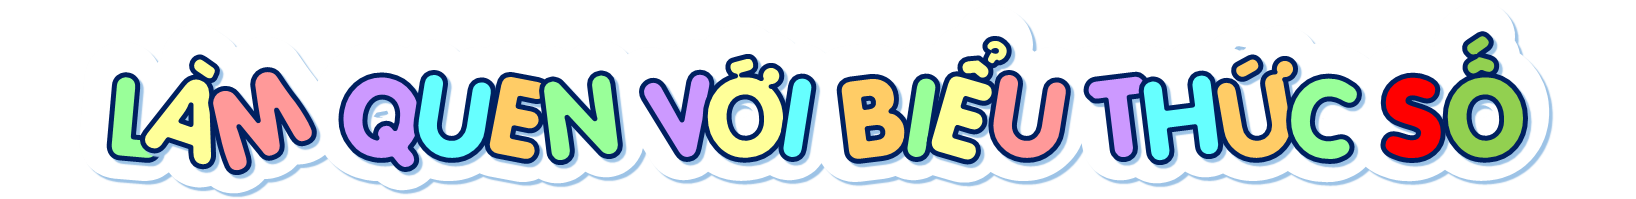 LÀM QUEN VỚI BIỂU THỨC SỐ